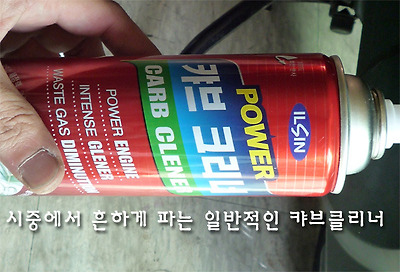 ILSIN
POWER
캬브 크리너
CARB CLENER
POWER ENGINE
INTENSE CLENER
WASTE GAS DIMINUTION
시중에서 흔하게 파는 일반적인 캬브클리너